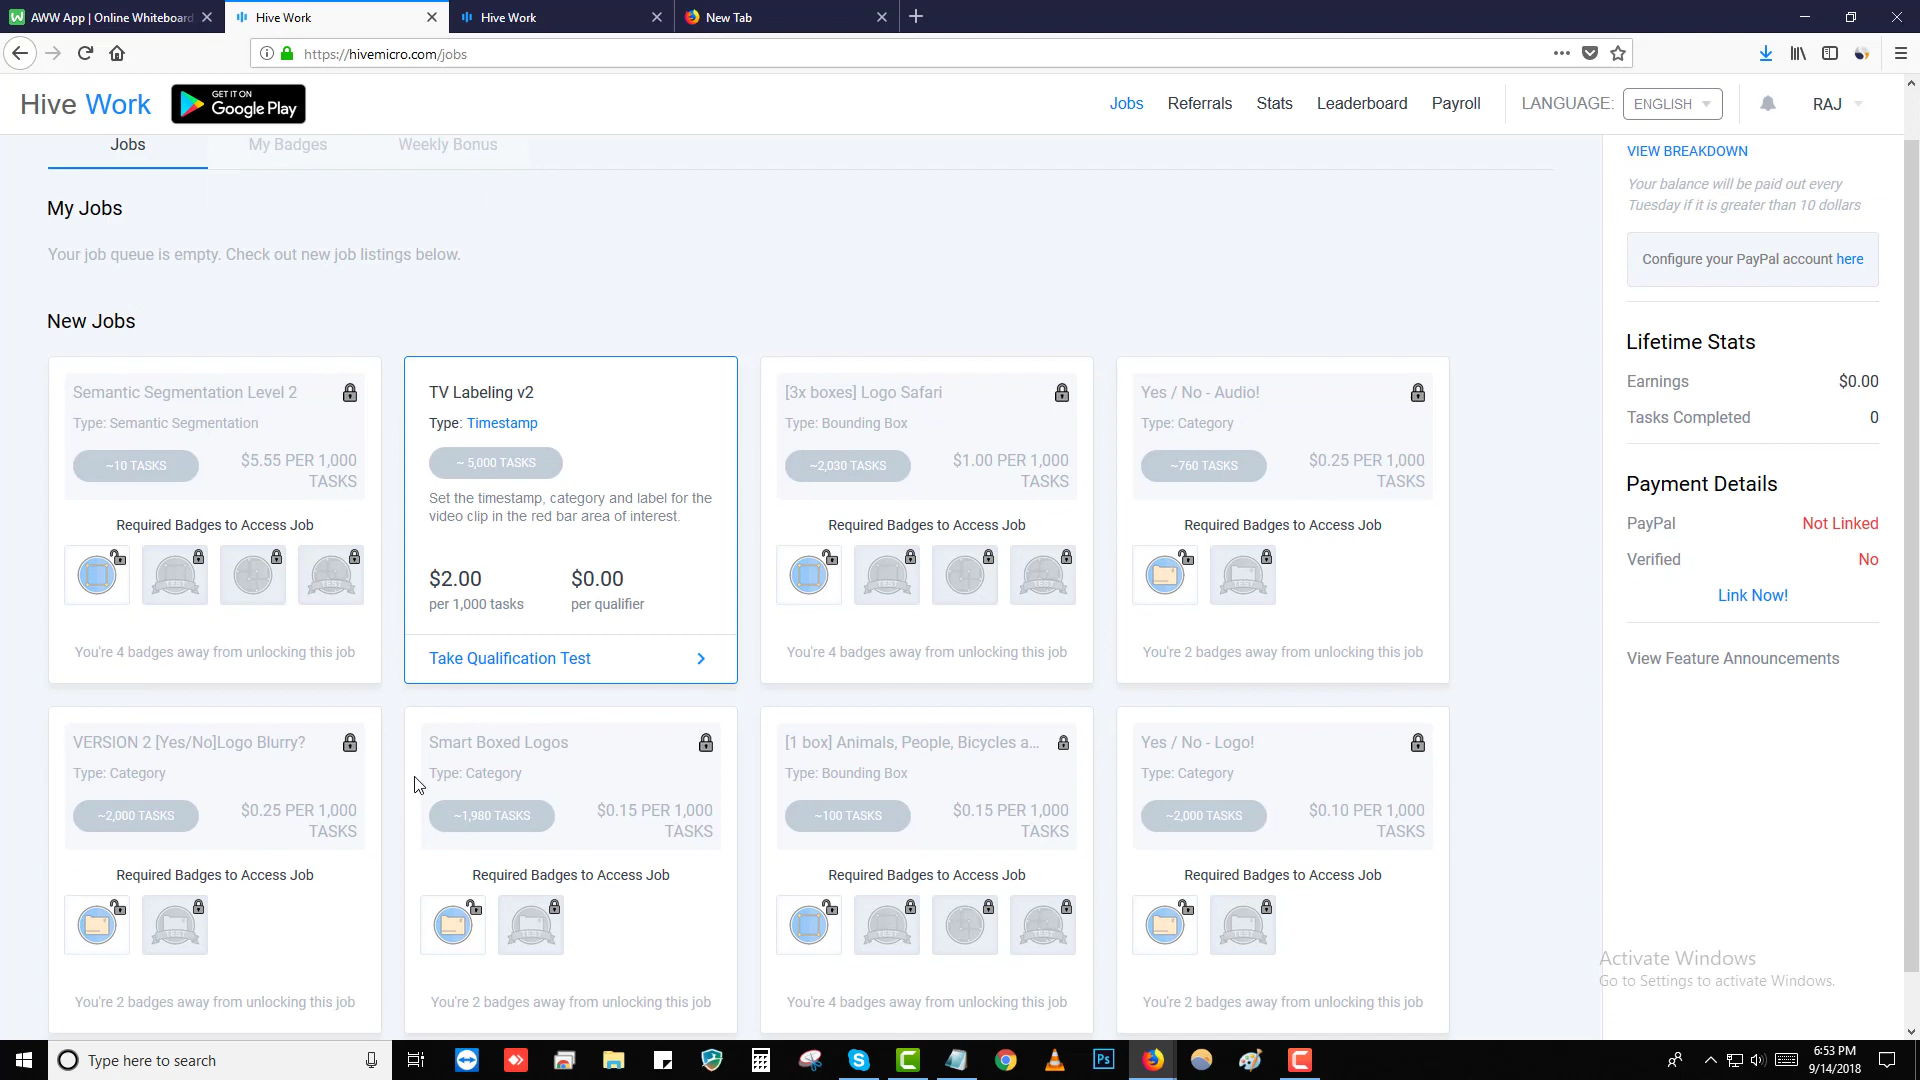 AWW App | Online Whiteboard
Hive Work
Hive Work
New Tab
https://hivemicro.com/jobs
Hive Work
GET IT ON
Google Play
Jobs
Referrals
Stats
Leaderboard
Payroll
LANGUAGE:
ENGLISH
RAJ
Jobs
My Badges
Weekly Bonus
My Jobs
Your job queue is empty. Check out new job listings below.
New Jobs
Semantic Segmentation Level 2
Type: Semantic Segmentation
~10 TASKS
$5.55 PER 1,000
TASKS
Required Badges to Access Job
TEST
You're 4 badges away from unlocking this job
TV Labeling v2
Type: Timestamp
~ 5,000 TASKS
Set the timestamp, category and label for the
video clip in the red bar area of interest.
$2.00
per 1,000 tasks
$0.00
per qualifier
Take Qualification Test
[3x boxes] Logo Safari
Type: Bounding Box
~2,030 TASKS
$1.00 PER 1,000
TASKS
Required Badges to Access Job
TEST
You're 4 badges away from unlocking this job
Yes / No - Audio!
Type: Category
~760 TASKS
$0.25 PER 1,000
TASKS
Required Badges to Access Job
TEST
You're 2 badges away from unlocking this job
VERSION 2 [Yes/No]Logo Blurry?
Type: Category
~2,000 TASKS
$0.25 PER 1,000
TASKS
Required Badges to Access Job
TEST
You're 2 badges away from unlocking this job
Smart Boxed Logos
Type: Category
~1,980 TASKS
$0.15 PER 1,000
TASKS
Required Badges to Access Job
TEST
You're 2 badges away from unlocking this job
[1 box] Animals, People, Bicycles a...
Type: Bounding Box
~100 TASKS
$0.15 PER 1,000
TASKS
Required Badges to Access Job
TEST
You're 4 badges away from unlocking this job
Yes / No - Logo!
Type: Category
~2,000 TASKS
$0.10 PER 1,000
TASKS
Required Badges to Access Job
TEST
You're 2 badges away from unlocking this job
VIEW BREAKDOWN
Your balance will be paid out every
Tuesday if it is greater than 10 dollars
Configure your PayPal account here
Lifetime Stats
Earnings $0.00
Tasks Completed 0
Payment Details
PayPal Not Linked
Verified No
Link Now!
View Feature Announcements
Activate Windows
Go to Settings to activate Windows.
Type here to search
Ps
6:53 PM
9/14/2018